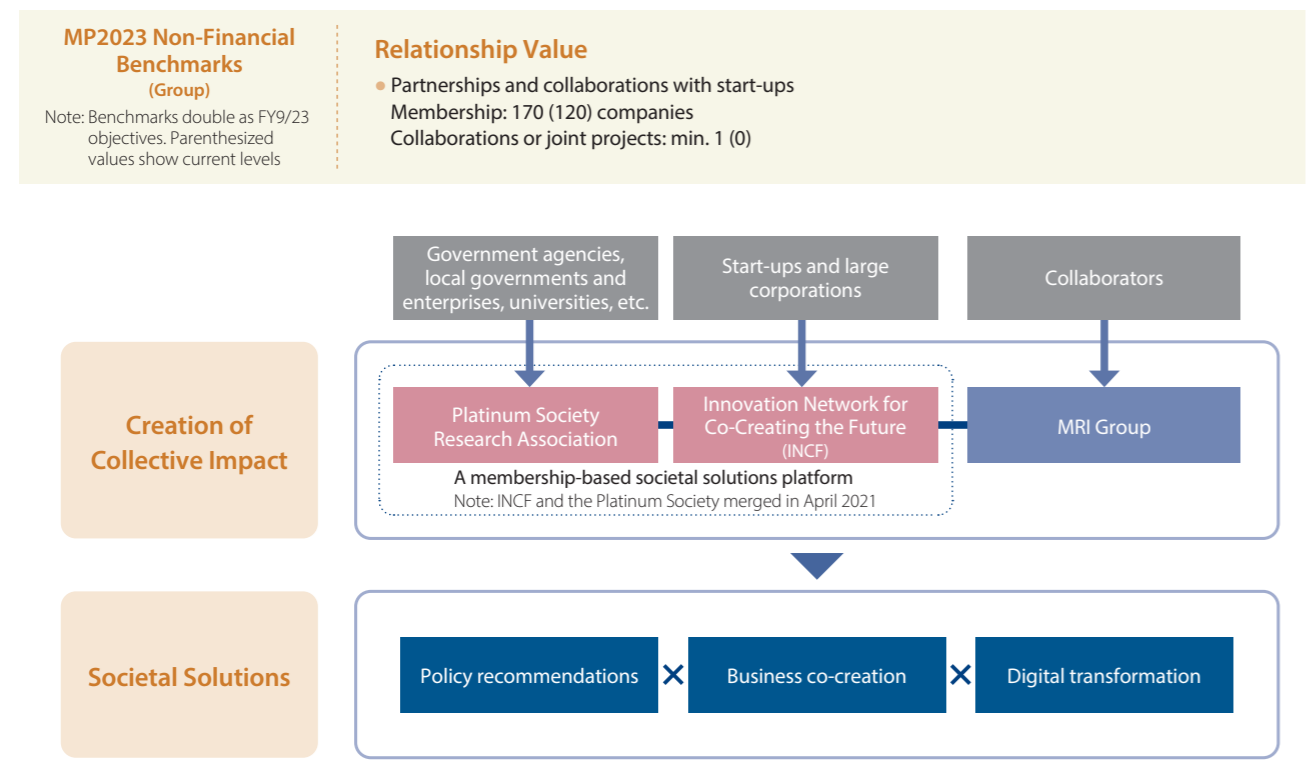 MP2023 Non-Financial
Benchmarks
(Group)
Note: Benchmarks double as FY9/23
objectives. Parenthesized
values show current levels
Relationship Value
• Partnerships and collaborations with start-ups
Membership: 170 (120) companies
Collaborations or joint projects: min. 1 (0)
Government agencies,
local governments and
enterprises, universities, etc.
Start-ups and large
corporations
Collaborators
Creation of
Collective Impact
Platinum Society
Research Association
Innovation Network for
Co-Creating the Future
(INCF)
MRI Group
A membership-based societal solutions platform
Note: INCF and the Platinum Society merged in April 2021
Societal Solutions
Policy recommendations
×
Business co-creation
×
Digital transformation